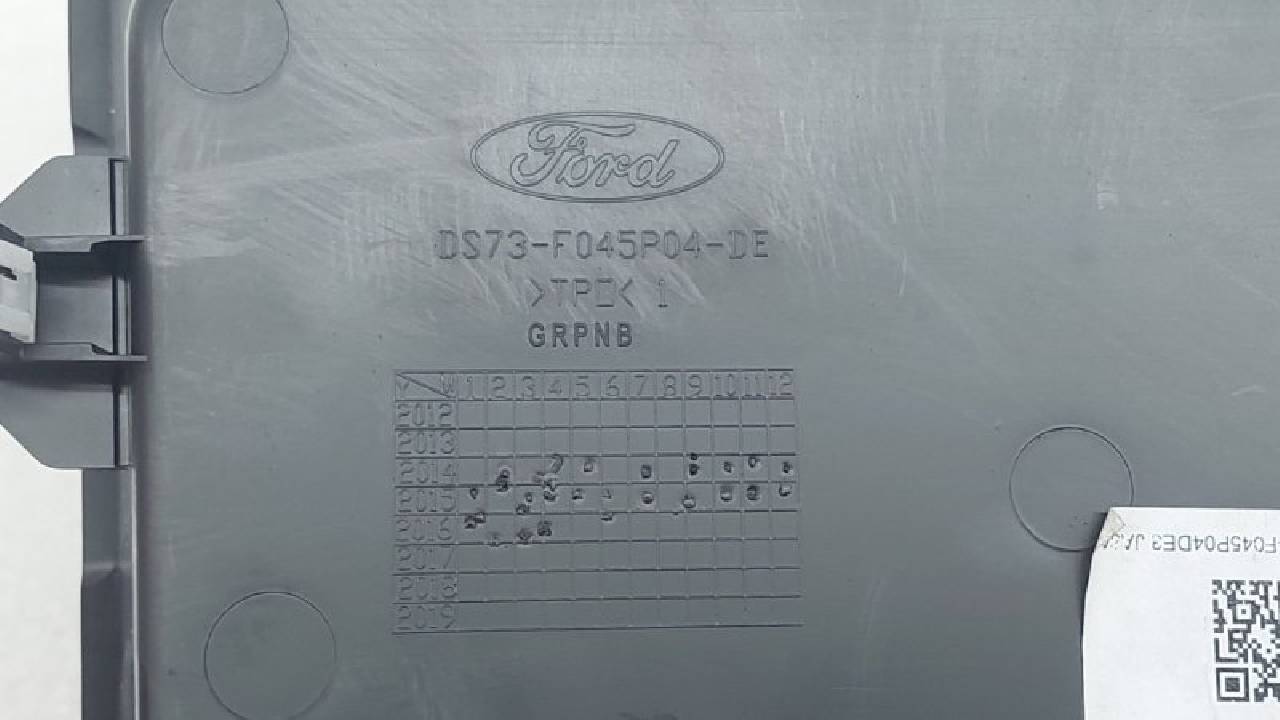 Ford
DS73-F045P04-DE
>TPO< 1
GRPNB
Y/M 1 2 3 4 5 6 7 8 9 10 11 12
2012
2013
2014
2015
2016
2017
2018
2019
F045P04DE3